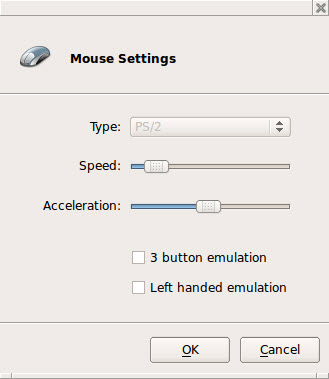 Mouse Settings
Type: PS/2
Speed:
Acceleration:
3 button emulation
Left handed emulation
OK Cancel